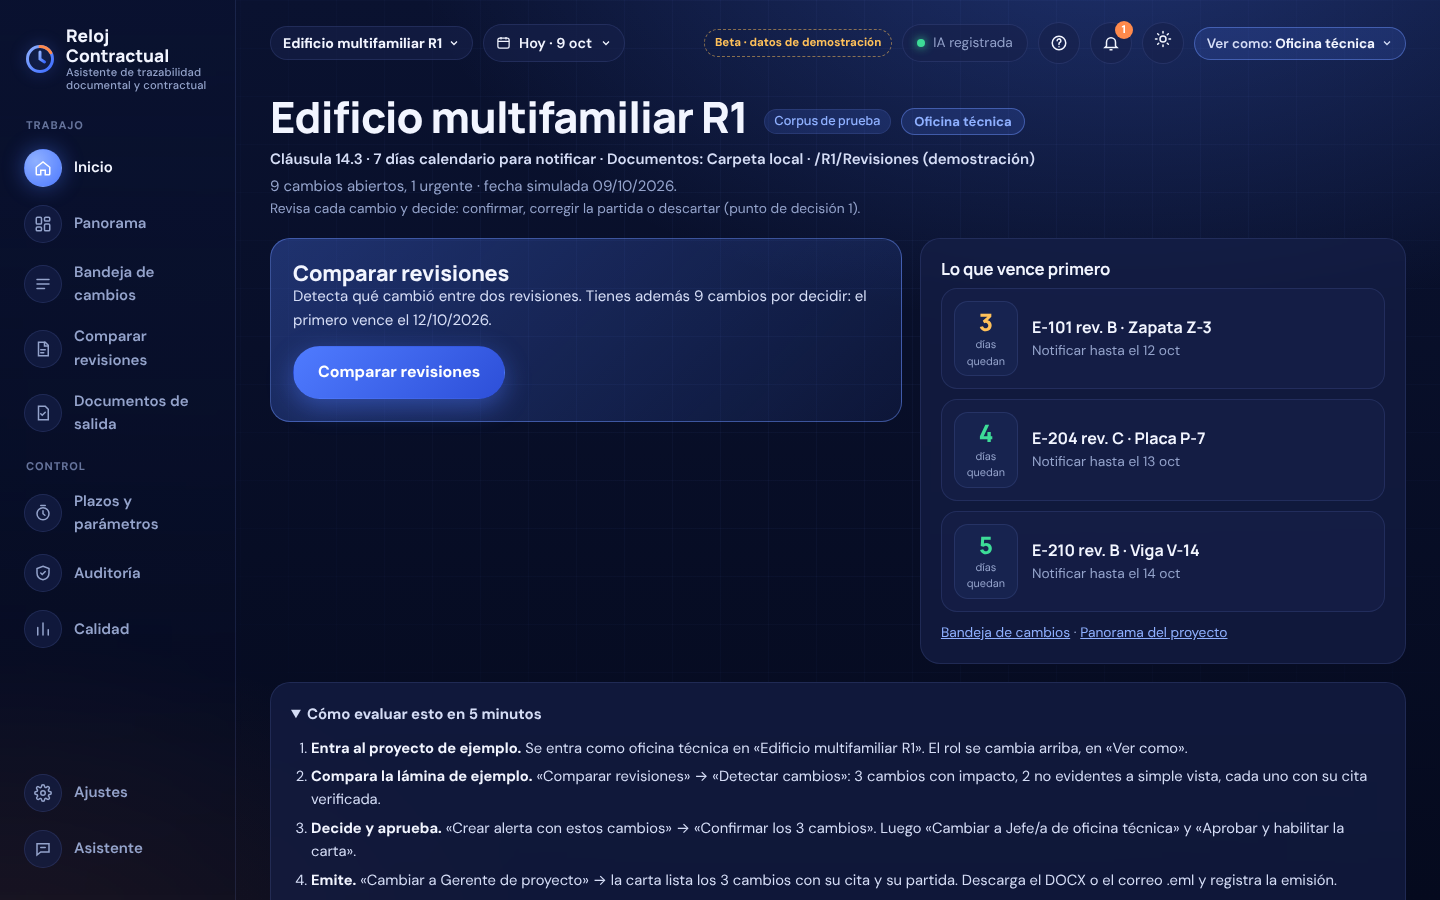 Reloj
Contractual
Asistente de trazabilidad
documental y contractual
TRABAJO
Inicio
Panorama
Bandeja de
cambios
Comparar
revisiones
Documentos de
salida
CONTROL
Plazos y
parámetros
Auditoría
Calidad
Ajustes
Asistente
Edificio multifamiliar R1
Hoy · 9 oct
Beta · datos de demostración
IA registrada
1
Ver como: Oficina técnica
Edificio multifamiliar R1
Corpus de prueba
Oficina técnica
Cláusula 14.3 · 7 días calendario para notificar · Documentos: Carpeta local · /R1/Revisiones (demostración)
9 cambios abiertos, 1 urgente · fecha simulada 09/10/2026.
Revisa cada cambio y decide: confirmar, corregir la partida o descartar (punto de decisión 1).
Comparar revisiones
Detecta qué cambió entre dos revisiones. Tienes además 9 cambios por decidir: el
primero vence el 12/10/2026.
Comparar revisiones
Lo que vence primero
3
días
quedan
E-101 rev. B · Zapata Z-3
Notificar hasta el 12 oct
4
días
quedan
E-204 rev. C · Placa P-7
Notificar hasta el 13 oct
5
días
quedan
E-210 rev. B · Viga V-14
Notificar hasta el 14 oct
Bandeja de cambios · Panorama del proyecto
▼ Cómo evaluar esto en 5 minutos
1. Entra al proyecto de ejemplo. Se entra como oficina técnica en «Edificio multifamiliar R1». El rol se cambia arriba, en «Ver como».
2. Compara la lámina de ejemplo. «Comparar revisiones» → «Detectar cambios»: 3 cambios con impacto, 2 no evidentes a simple vista, cada uno con su cita
verificada.
3. Decide y aprueba. «Crear alerta con estos cambios» → «Confirmar los 3 cambios». Luego «Cambiar a Jefe/a de oficina técnica» y «Aprobar y habilitar la
carta».
4. Emite. «Cambiar a Gerente de proyecto» → la carta lista los 3 cambios con su cita y su partida. Descarga el DOCX o el correo .eml y registra la emisión.